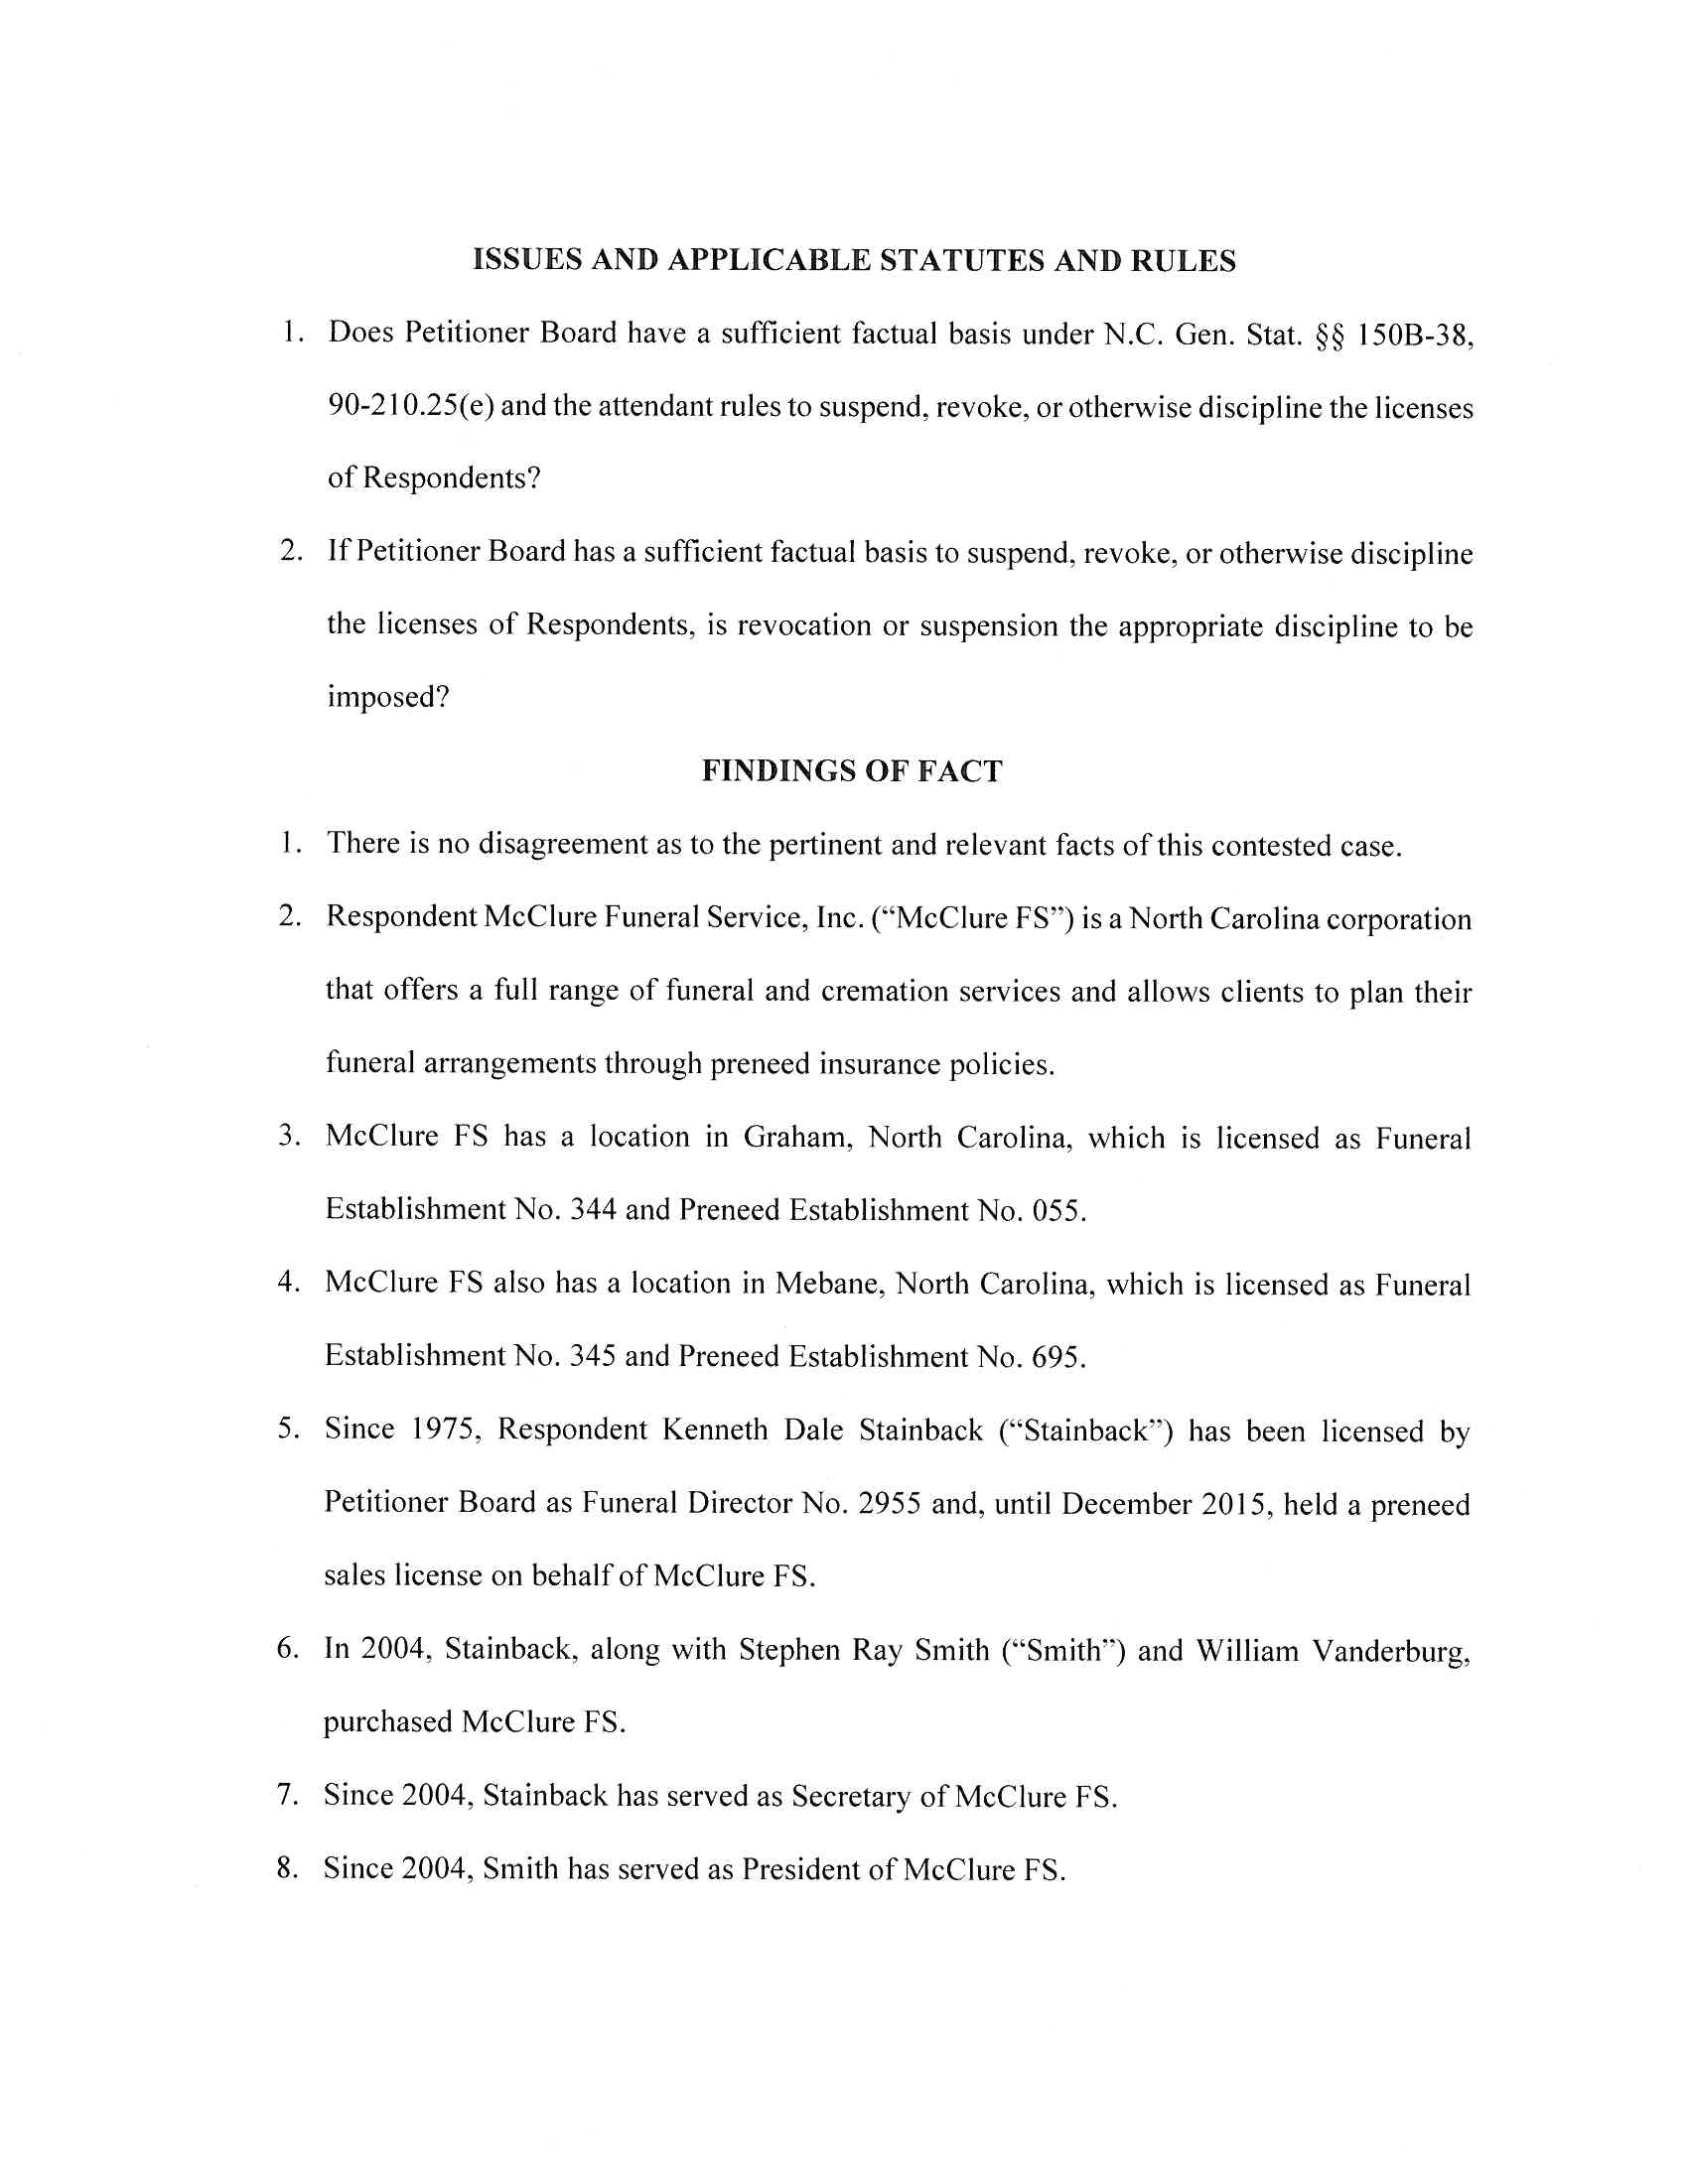 ISSUES AND APPLICABLE STATUTES AND RULES
1. Does Petitioner Board have a sufficient factual basis under N.C. Gen. Stat. §§ 150B-38,
90-210.25(e) and the attendant rules to suspend, revoke, or otherwise discipline the licenses
of Respondents?
2. If Petitioner Board has a sufficient factual basis to suspend, revoke, or otherwise discipline
the licenses of Respondents, is revocation or suspension the appropriate discipline to be
imposed?
FINDINGS OF FACT
1. There is no disagreement as to the pertinent and relevant facts of this contested case.
2. Respondent McClure Funeral Service, Inc. (“McClure FS”) is a North Carolina corporation
that offers a full range of funeral and cremation services and allows clients to plan their
funeral arrangements through preneed insurance policies.
3. McClure FS has a location in Graham, North Carolina, which is licensed as Funeral
Establishment No. 344 and Preneed Establishment No. 055.
4. McClure FS also has a location in Mebane, North Carolina, which is licensed as Funeral
Establishment No. 345 and Preneed Establishment No. 695.
5. Since 1975, Respondent Kenneth Dale Stainback (“Stainback”) has been licensed by
Petitioner Board as Funeral Director No. 2955 and, until December 2015, held a preneed
sales license on behalf of McClure FS.
6. In 2004, Stainback, along with Stephen Ray Smith (“Smith”) and William Vanderburg,
purchased McClure FS.
7. Since 2004, Stainback has served as Secretary of McClure FS.
8. Since 2004, Smith has served as President of McClure FS.